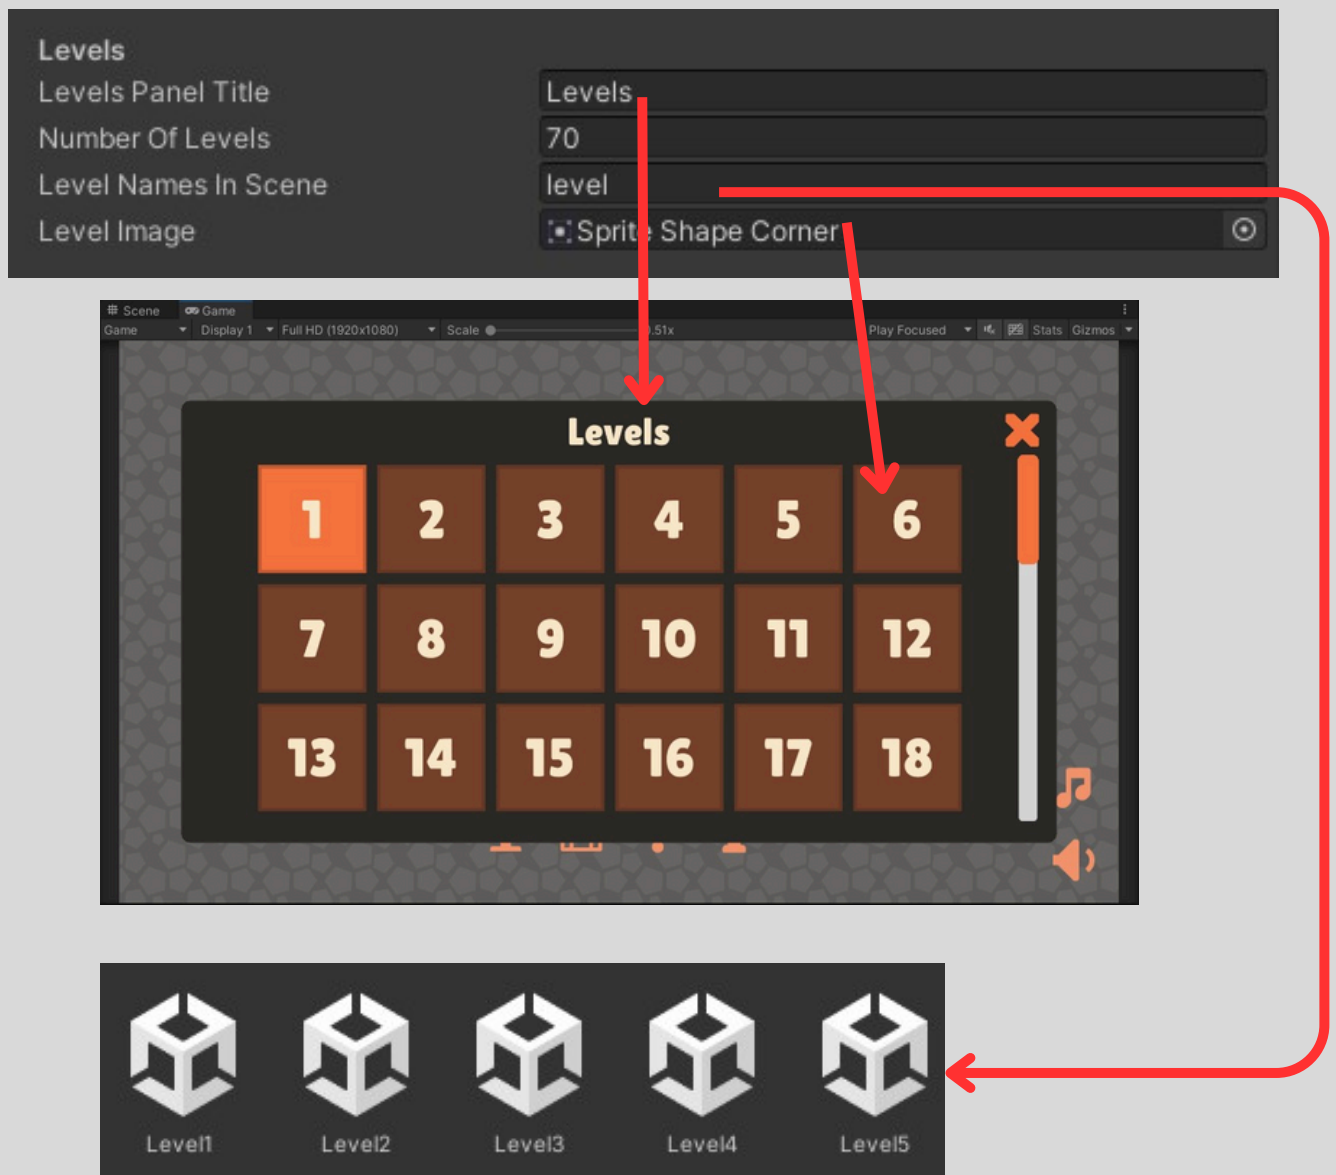 Levels
Levels Panel Title Levels
Number Of Levels 70
Level Names In Scene level
Level Image Sprite Shape Corner
Scene Game
Game Display 1 Full HD (1920x1080) Scale .51x Play Focused Stats Gizmos
Levels
1 2 3 4 5 6
7 8 9 10 11 12
13 14 15 16 17 18
Level1 Level2 Level3 Level4 Level5